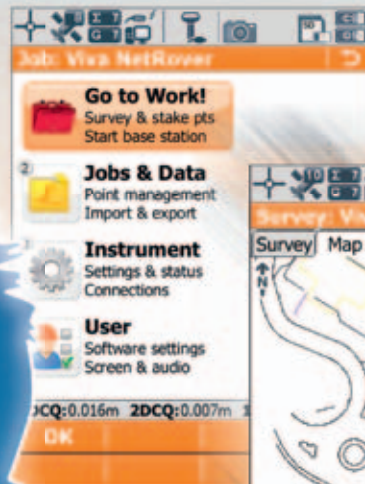 Job: Viva NetRover
Go to Work!
Survey & stake pts
Start base station
2
Jobs & Data
Point management
Import & export
Instrument
Settings & status
Connections
User
Software settings
Screen & audio
2DCQ:0.007m
OK
Survey Map
N